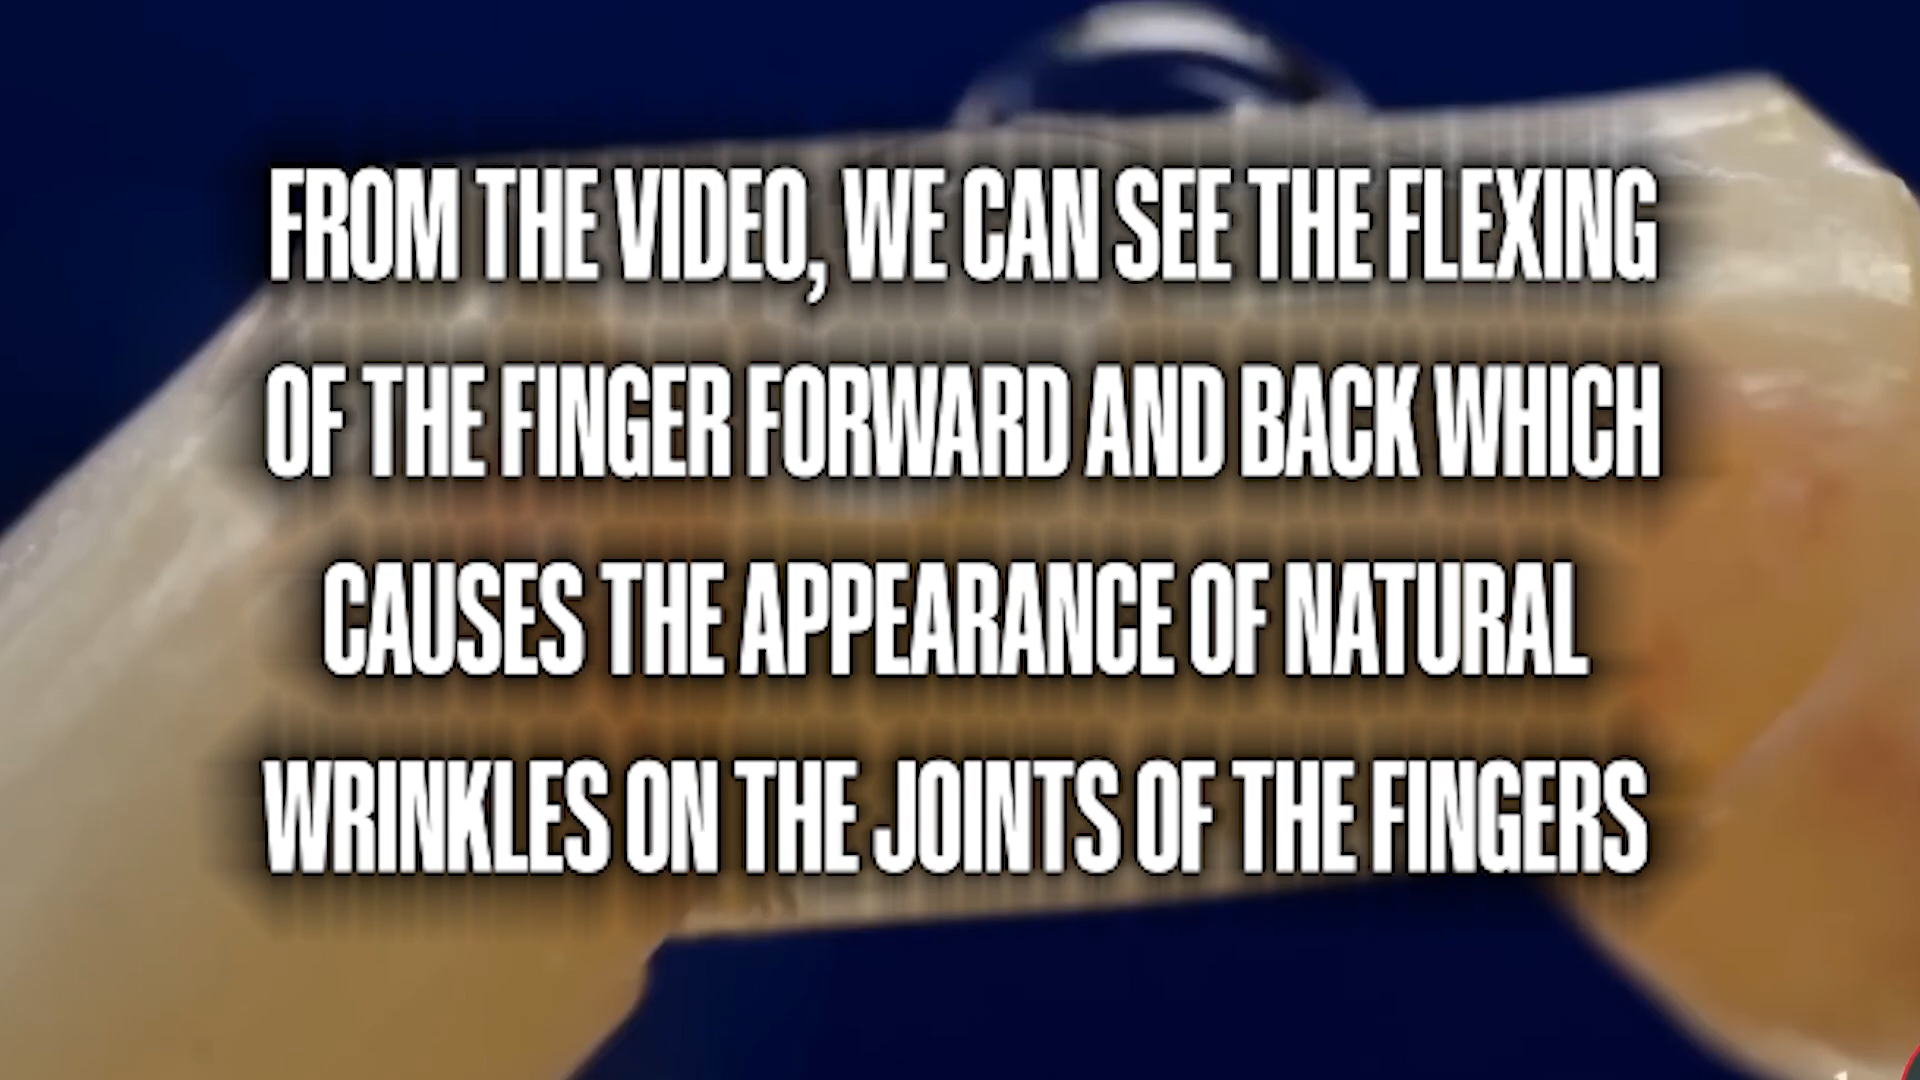 FROM THE VIDEO, WE CAN SEE THE FLEXING
OF THE FINGER FORWARD AND BACK WHICH
CAUSES THE APPEARANCE OF NATURAL
WRINKLES ON THE JOINTS OF THE FINGERS